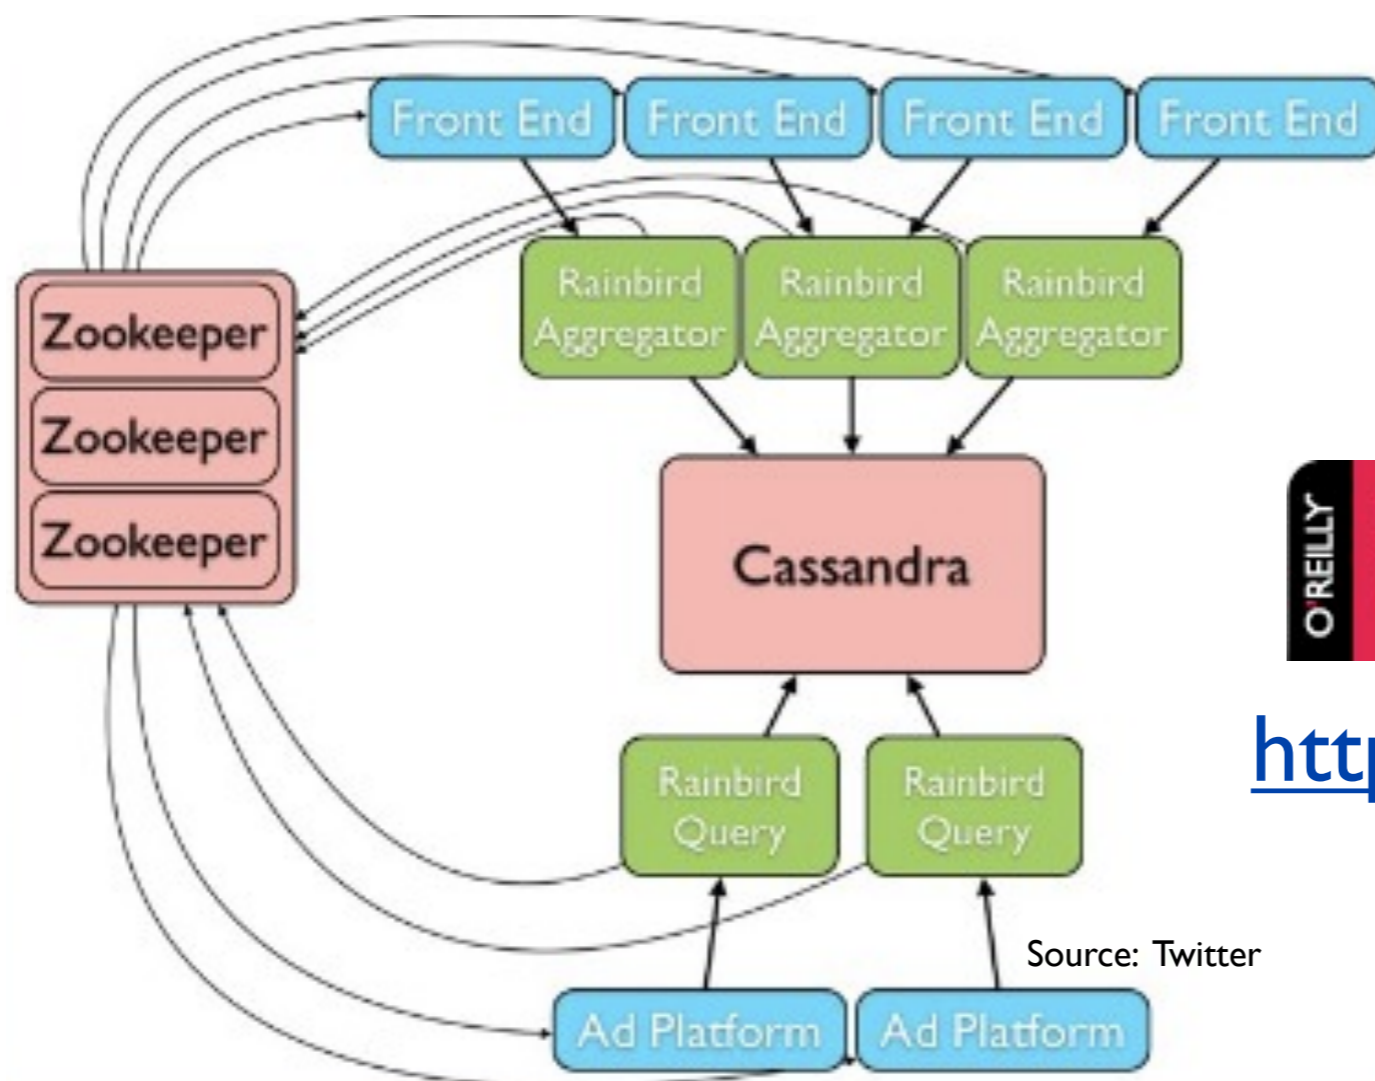 Front End
Front End
Front End
Front End
Rainbird
Aggregator
Rainbird
Aggregator
Rainbird
Aggregator
Zookeeper
Zookeeper
Zookeeper
Cassandra
O'REILLY
http
Rainbird
Query
Rainbird
Query
Source: Twitter
Ad Platform
Ad Platform